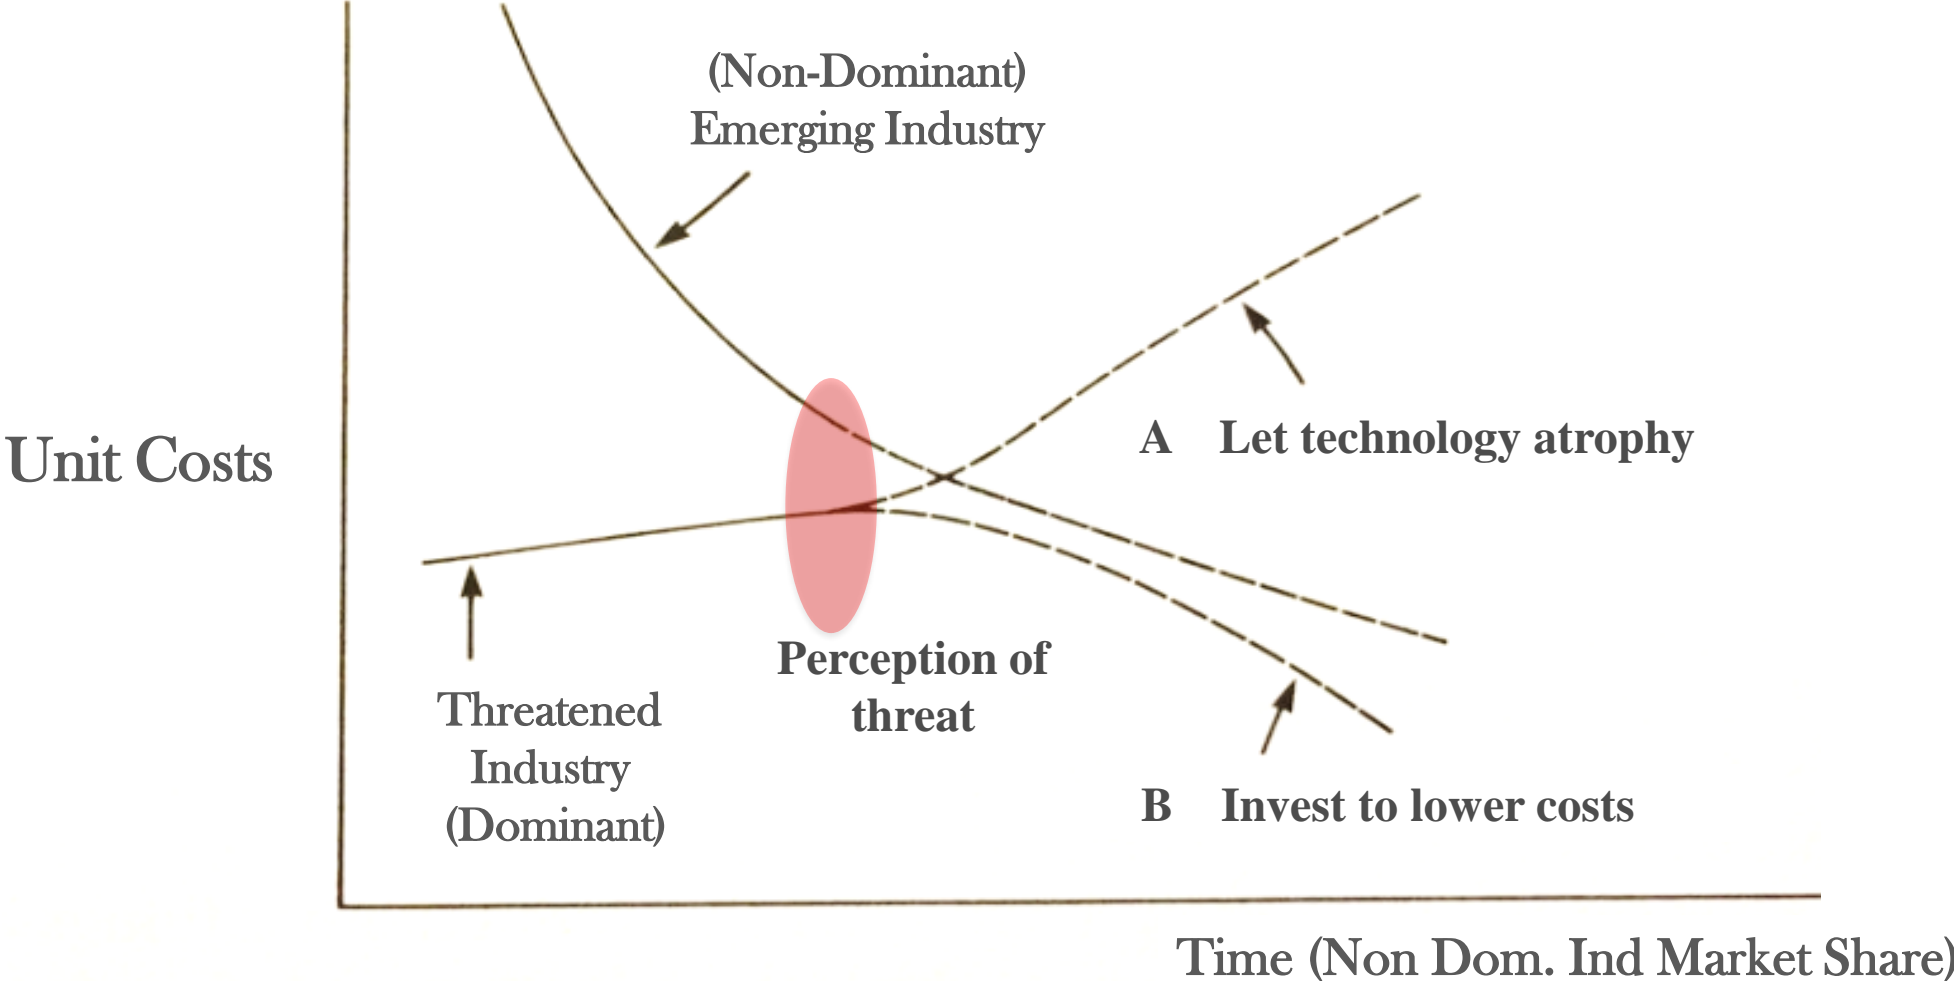 (Non-Dominant)
Emerging Industry
Unit Costs
A Let technology atrophy
Perception of
threat
Threatened
Industry
(Dominant)
B Invest to lower costs
Time (Non Dom. Ind Market Share)